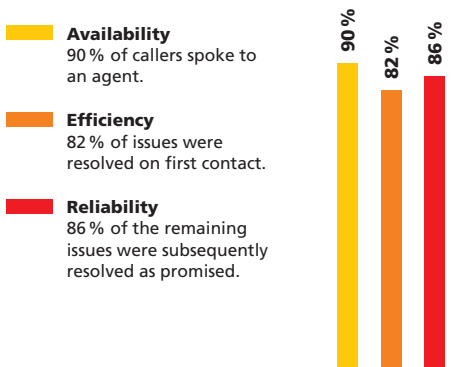 Availability
90 % of callers spoke to
an agent.
Efficiency
82 % of issues were
resolved on first contact.
Reliability
86 % of the remaining
issues were subsequently
resolved as promised.
90 %
82 %
86 %